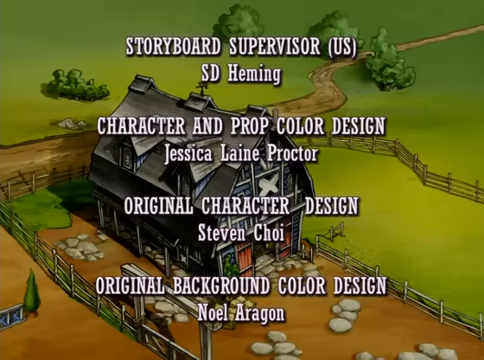 STORYBOARD SUPERVISOR (US)
SD Heming
CHARACTER AND PROP COLOR DESIGN
Jessica Laine Proctor
ORIGINAL CHARACTER DESIGN
Steven Choi
ORIGINAL BACKGROUND COLOR DESIGN
Noel Aragon